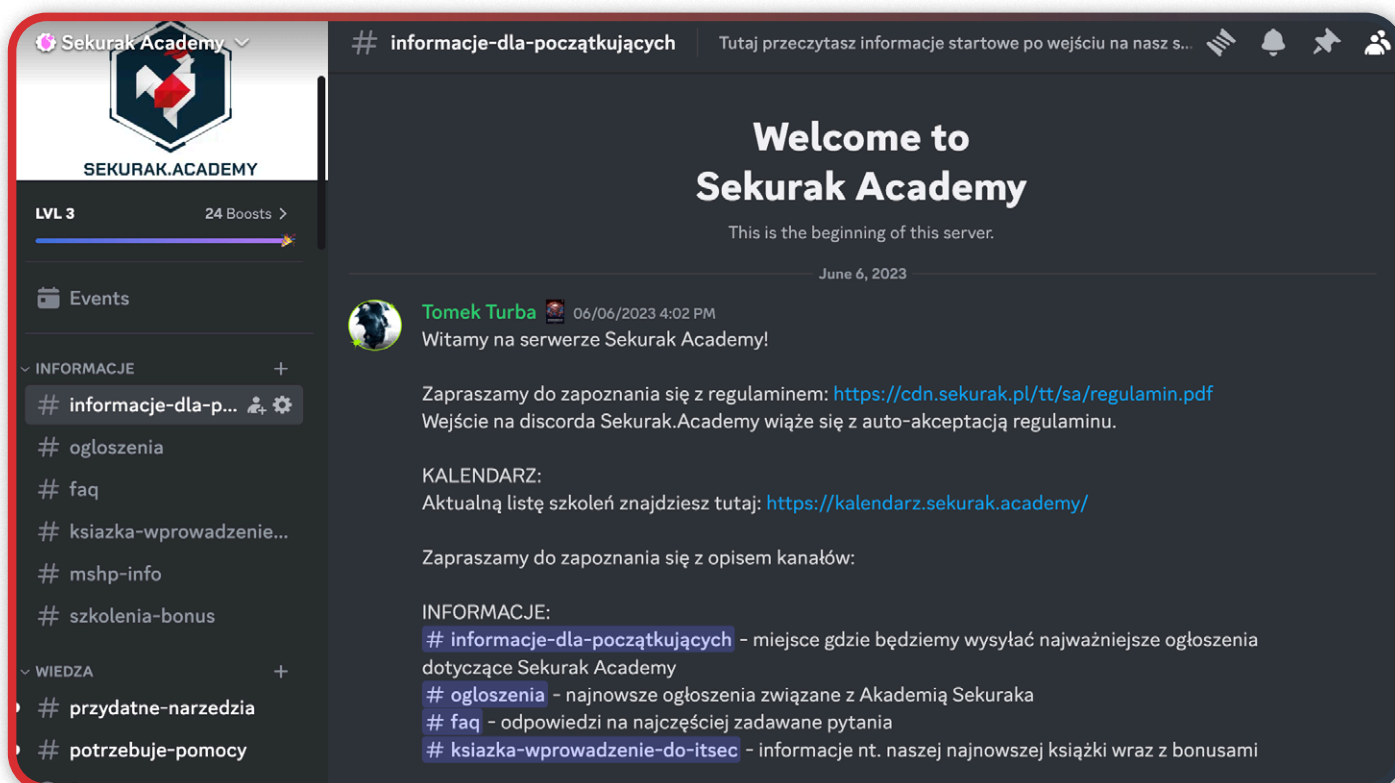 Sekurak Academy
SEKURAK.ACADEMY
LVL 3
24 Boosts
Events
INFORMACJE
# informacje-dla-p...
# ogloszenia
# faq
# ksiazka-wprowadzenie...
# mshp-info
# szkolenia-bonus
WIEDZA
# przydatne-narzedzia
# potrzebuje-pomocy
# informacje-dla-początkujących
Tutaj przeczytasz informacje startowe po wejściu na nasz s...
Welcome to
Sekurak Academy
This is the beginning of this server.
June 6, 2023
Tomek Turba 06/06/2023 4:02 PM
Witamy na serwerze Sekurak Academy!
Zapraszamy do zapoznania się z regulaminem: https://cdn.sekurak.pl/tt/sa/regulamin.pdf
Wejście na discorda Sekurak.Academy wiąże się z auto-akceptacją regulaminu.
KALENDARZ:
Aktualną listę szkoleń znajdziesz tutaj: https://kalendarz.sekurak.academy/
Zapraszamy do zapoznania się z opisem kanałów:
INFORMACJE:
# informacje-dla-początkujących - miejsce gdzie będziemy wysyłać najważniejsze ogłoszenia
dotyczące Sekurak Academy
# ogloszenia - najnowsze ogłoszenia związane z Akademią Sekuraka
# faq - odpowiedzi na najczęściej zadawane pytania
# ksiazka-wprowadzenie-do-itsec - informacje nt. naszej najnowszej książki wraz z bonusami